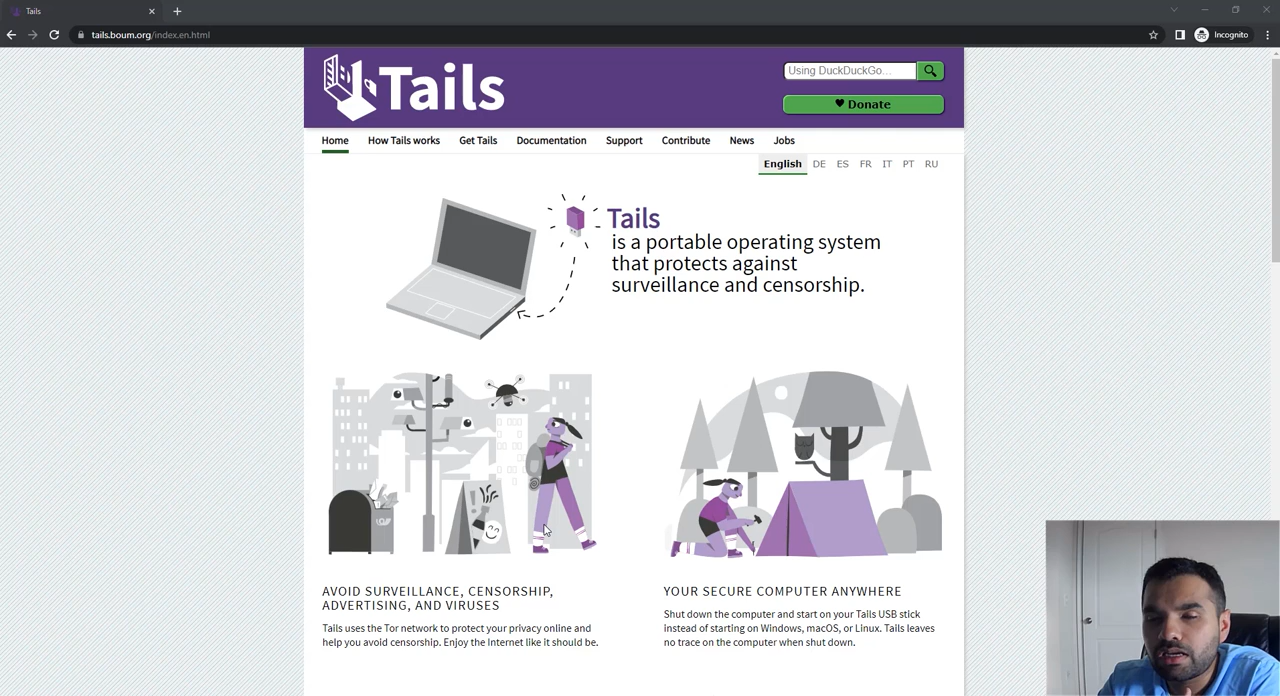 Tails
tails.boum.org/index.en.html
Incognito
Tails
Using DuckDuckGo...
Donate
Home How Tails works Get Tails Documentation Support Contribute News Jobs
English DE ES FR IT PT RU
Tails
is a portable operating system
that protects against
surveillance and censorship.
AVOID SURVEILLANCE, CENSORSHIP,
ADVERTISING, AND VIRUSES
Tails uses the Tor network to protect your privacy online and
help you avoid censorship. Enjoy the Internet like it should be.
YOUR SECURE COMPUTER ANYWHERE
Shut down the computer and start on your Tails USB stick
instead of starting on Windows, macOS, or Linux. Tails leaves
no trace on the computer when shut down.